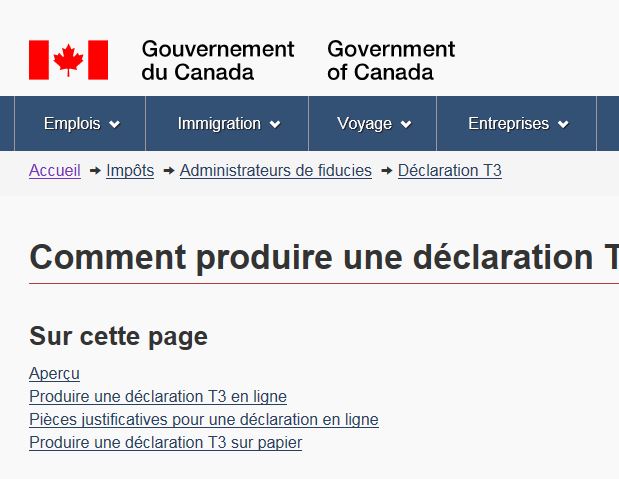 Gouvernement du Canada
Government of Canada
Emplois Immigration Voyage Entreprises
Accueil ➞ Impôts ➞ Administrateurs de fiducies ➞ Déclaration T3
Comment produire une déclaration T
Sur cette page
Aperçu
Produire une déclaration T3 en ligne
Pièces justificatives pour une déclaration en ligne
Produire une déclaration T3 sur papier